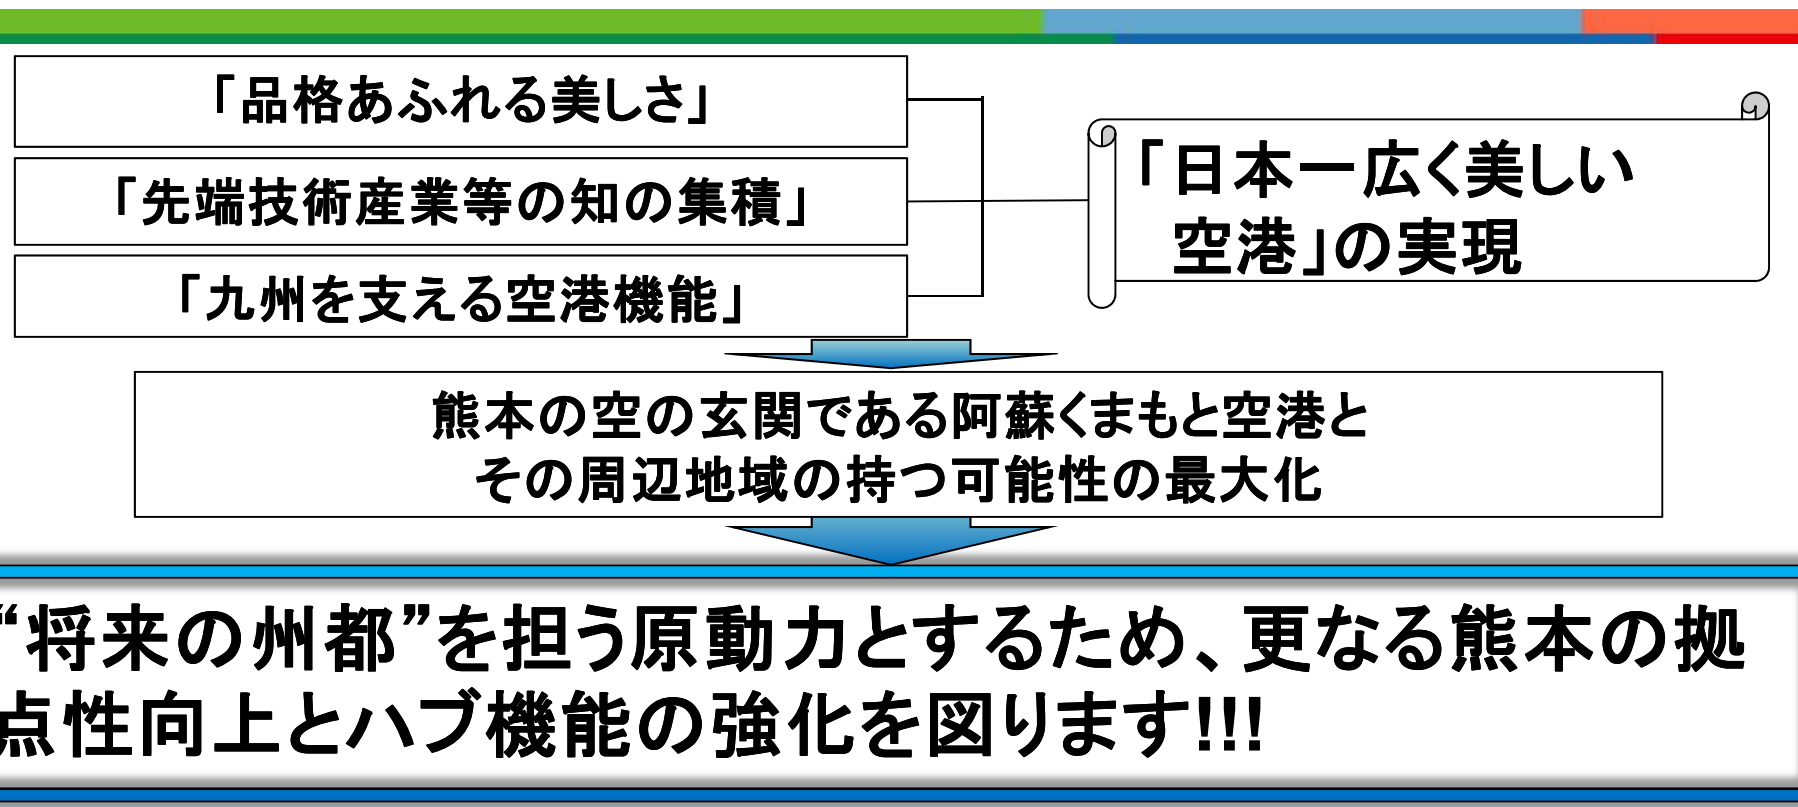 「品格あふれる美しさ」
「先端技術産業等の知の集積」
「九州を支える空港機能」
「日本一広く美しい
空港」の実現
熊本の空の玄関である阿蘇くまもと空港と
その周辺地域の持つ可能性の最大化
“将来の州都”を担う原動力とするため、更なる熊本の拠
点性向上とハブ機能の強化を図ります!!!